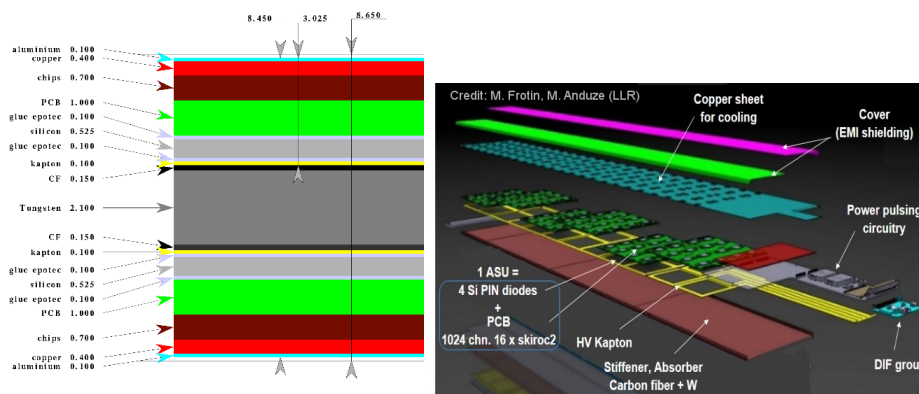 8.450
3.025
8.650
aluminium 0.100
copper 0.400
chips 0.700
PCB 1.000
glue epotec 0.100
silicon 0.525
glue epotec 0.100
kapton 0.100
CF 0.150
Tungsten 2.100
CF 0.150
kapton 0.100
glue epotec 0.100
silicon 0.525
glue epotec 0.100
PCB 1.000
chips 0.700
copper 0.400
aluminium 0.100
Credit: M. Frotin, M. Anduze (LLR)
Copper sheet
for cooling
Cover
(EMI shielding)
Power pulsing
circuitry
1 ASU =
4 Si PIN diodes
+
PCB
1024 chn. 16 x skiroc2
HV Kapton
Stiffener, Absorber
Carbon fiber + W
DIF grou